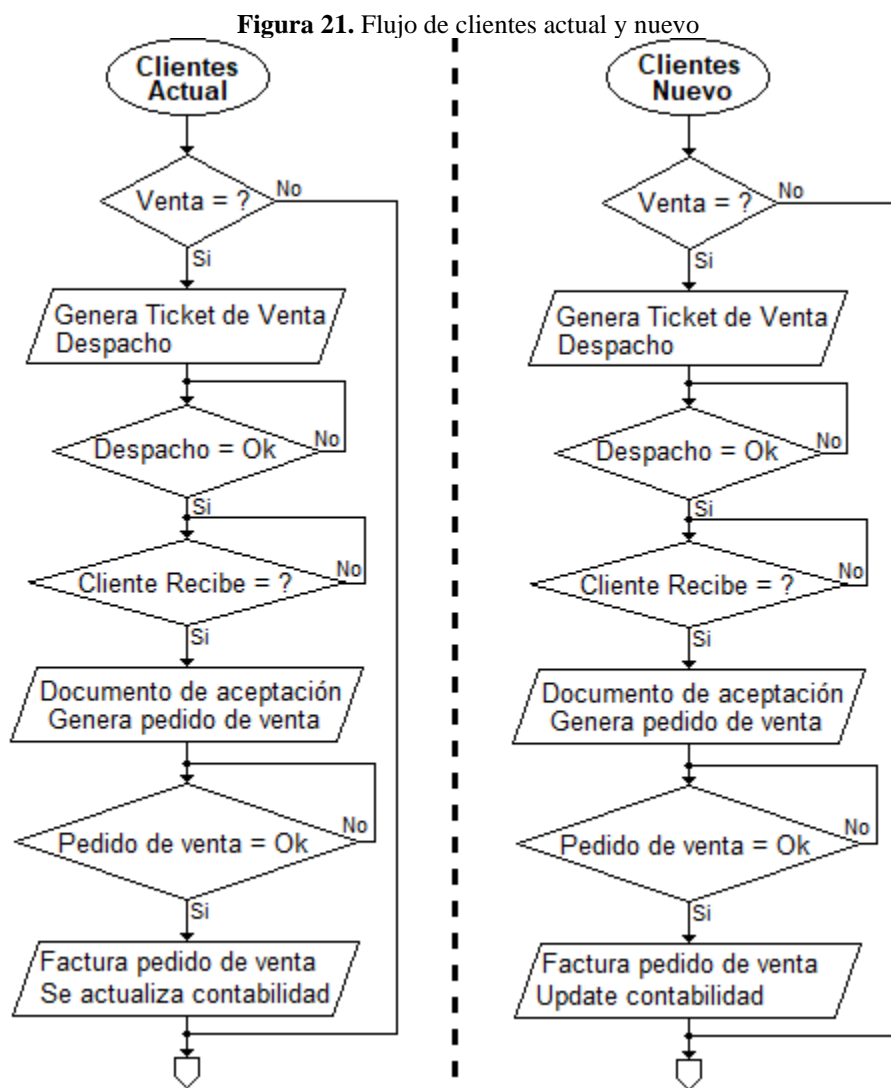 Figura 21. Flujo de clientes actual y nuevo
Clientes
Actual
Venta = ?
No
Si
Genera Ticket de Venta
Despacho
Despacho = Ok
No
Si
Cliente Recibe = ?
No
Si
Documento de aceptación
Genera pedido de venta
Pedido de venta = Ok
No
Si
Factura pedido de venta
Se actualiza contabilidad
Clientes
Nuevo
Venta = ?
No
Si
Genera Ticket de Venta
Despacho
Despacho = Ok
No
Si
Cliente Recibe = ?
No
Si
Documento de aceptación
Genera pedido de venta
Pedido de venta = Ok
No
Si
Factura pedido de venta
Update contabilidad